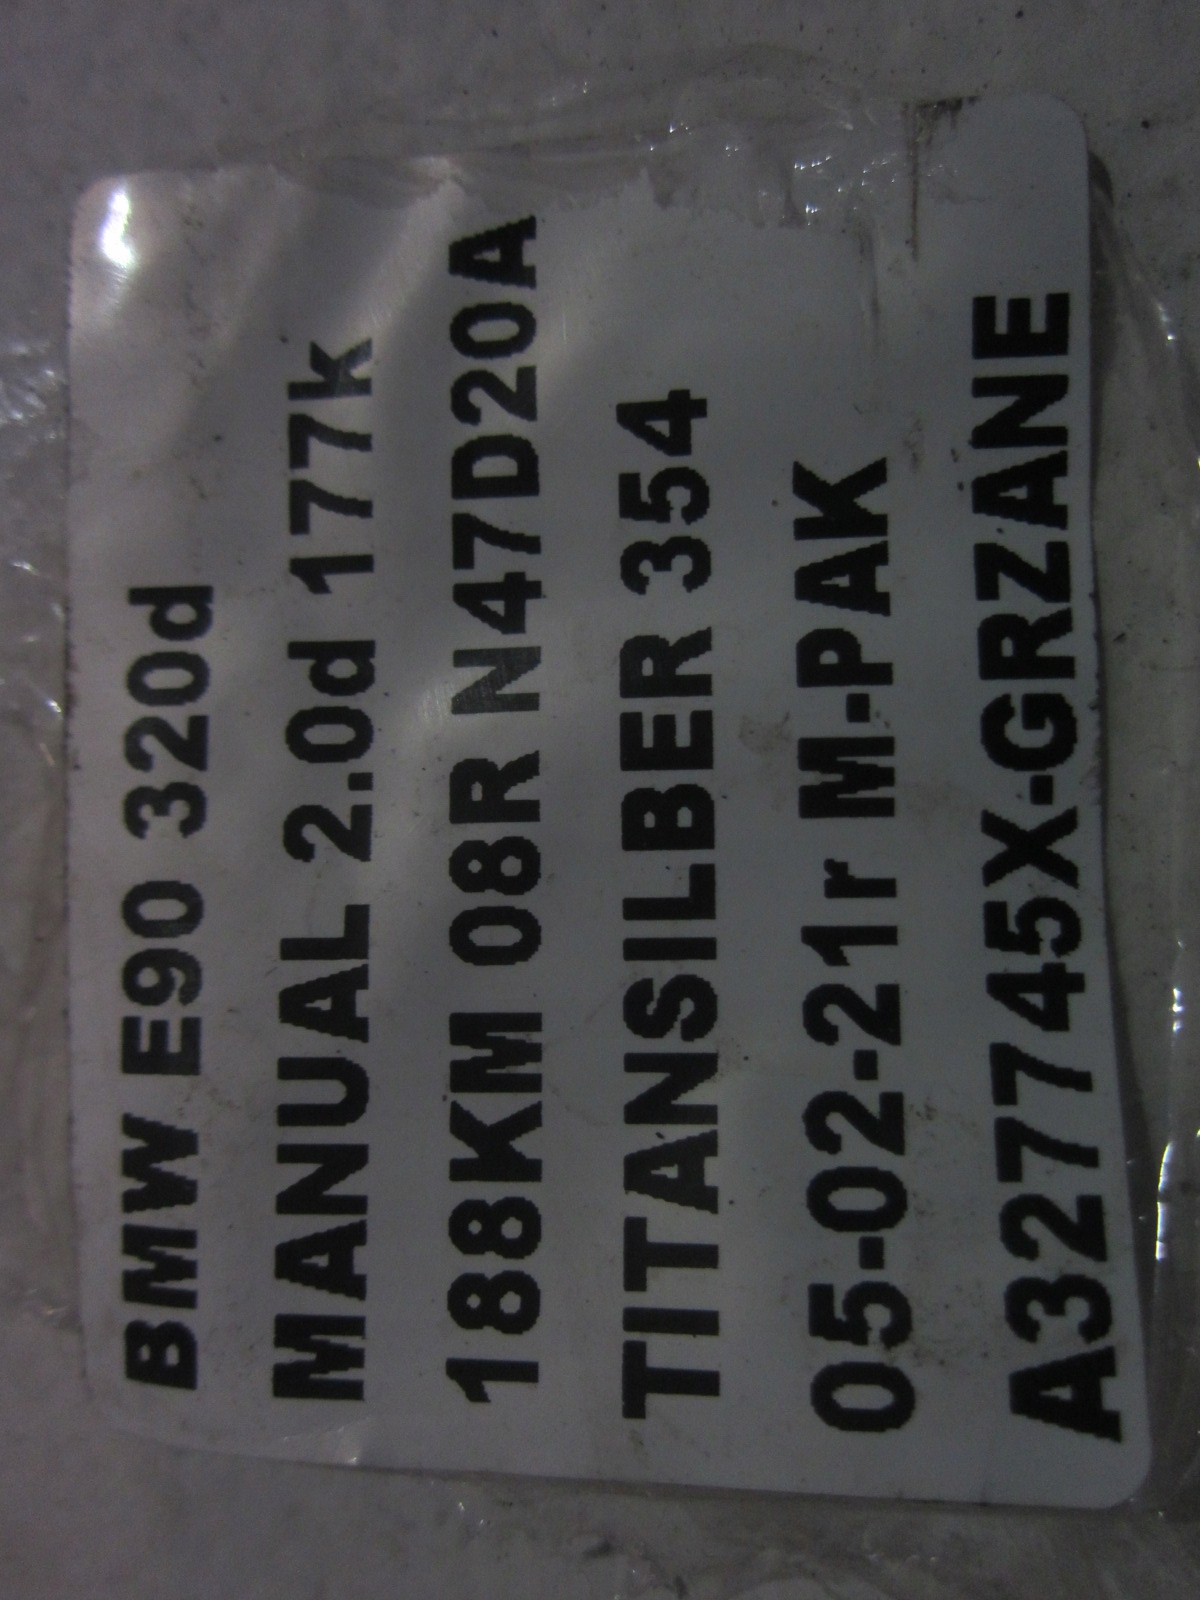 BMW E90 320d
MANUAL 2.0d 177k
188KM 08R N47D20A
TITANSILBER 354
05-02-21r M-PAK
A327745X-GRZANE